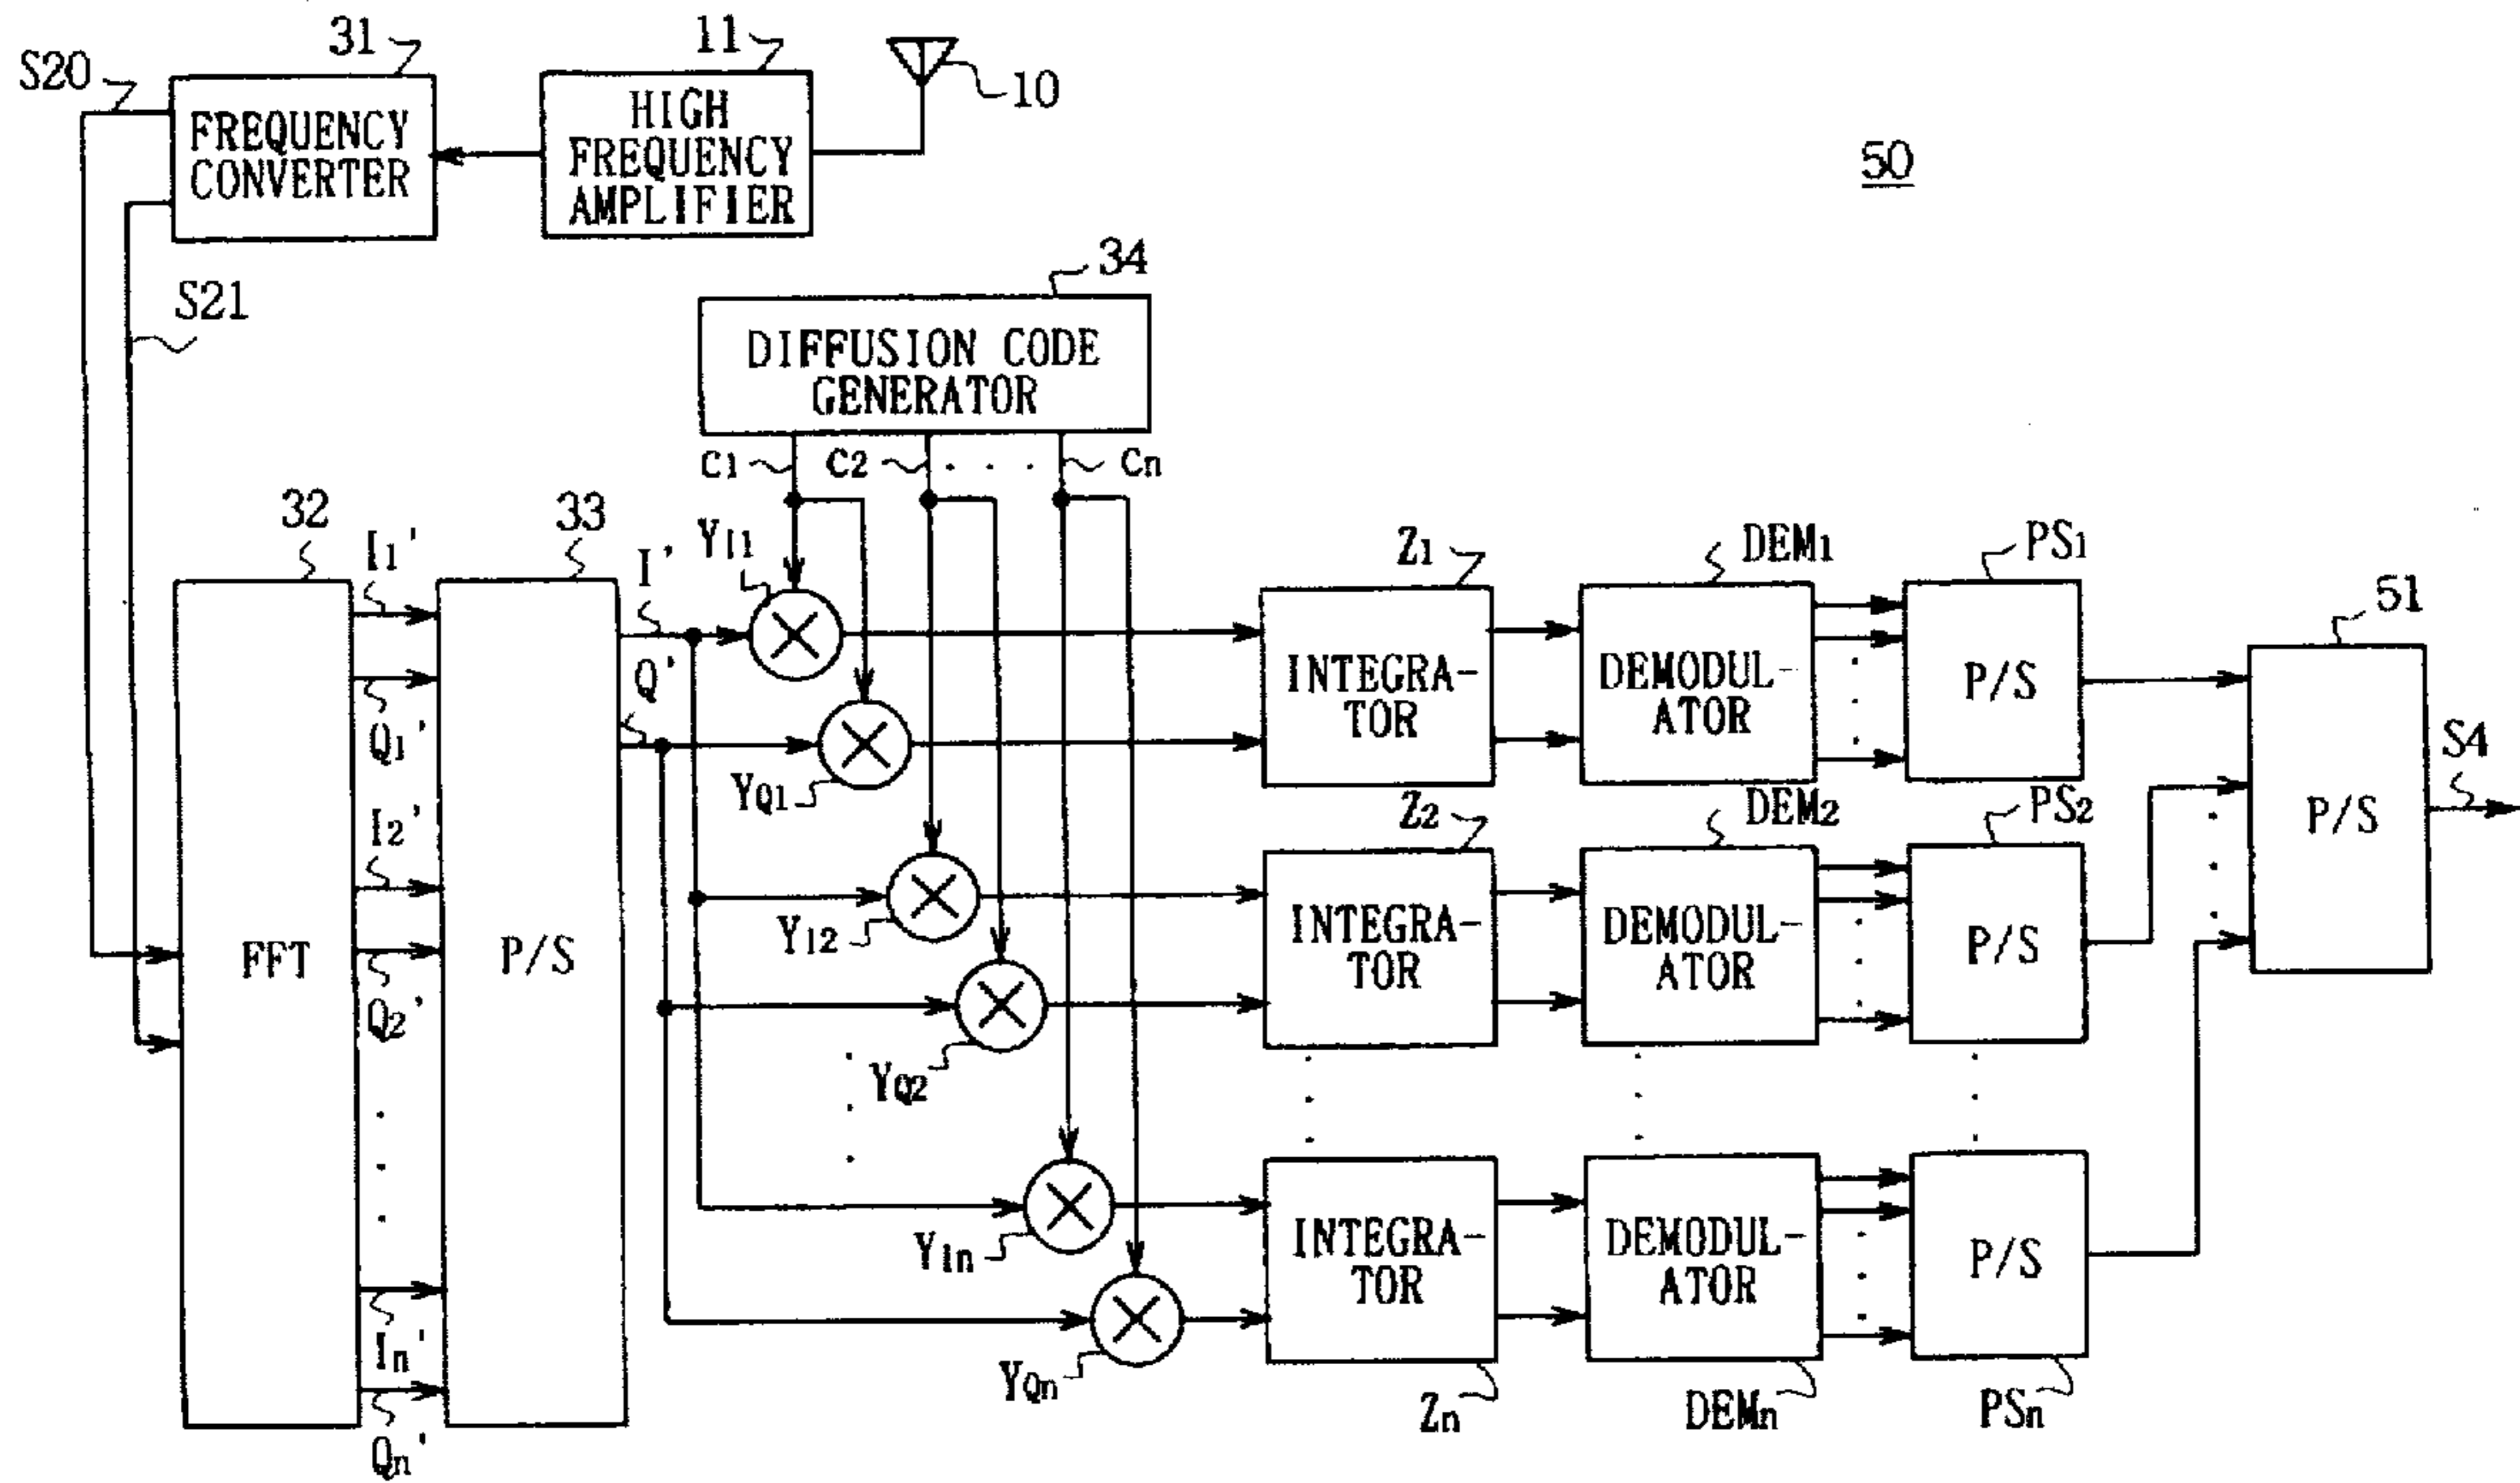 31
11
S20
10
FREQUENCY
CONVERTER
HIGH
FREQUENCY
AMPLIFIER
50
34
S21
DIFFUSION CODE
GENERATOR
C1
C2
Cn
32
33
I1'
I'
YI1
Z1
DEM1
PS1
51
Q'
INTEGRA-
TOR
DEMODUL-
ATOR
P/S
Q1'
YQ1
S4
I2'
Z2
DEM2
PS2
P/S
YI2
FFT
P/S
INTEGRA-
TOR
DEMODUL-
ATOR
P/S
Q2'
YQ2
YIn
INTEGRA-
TOR
DEMODUL-
ATOR
P/S
In'
YQn
Zn
DEMn
PSn
Qn'